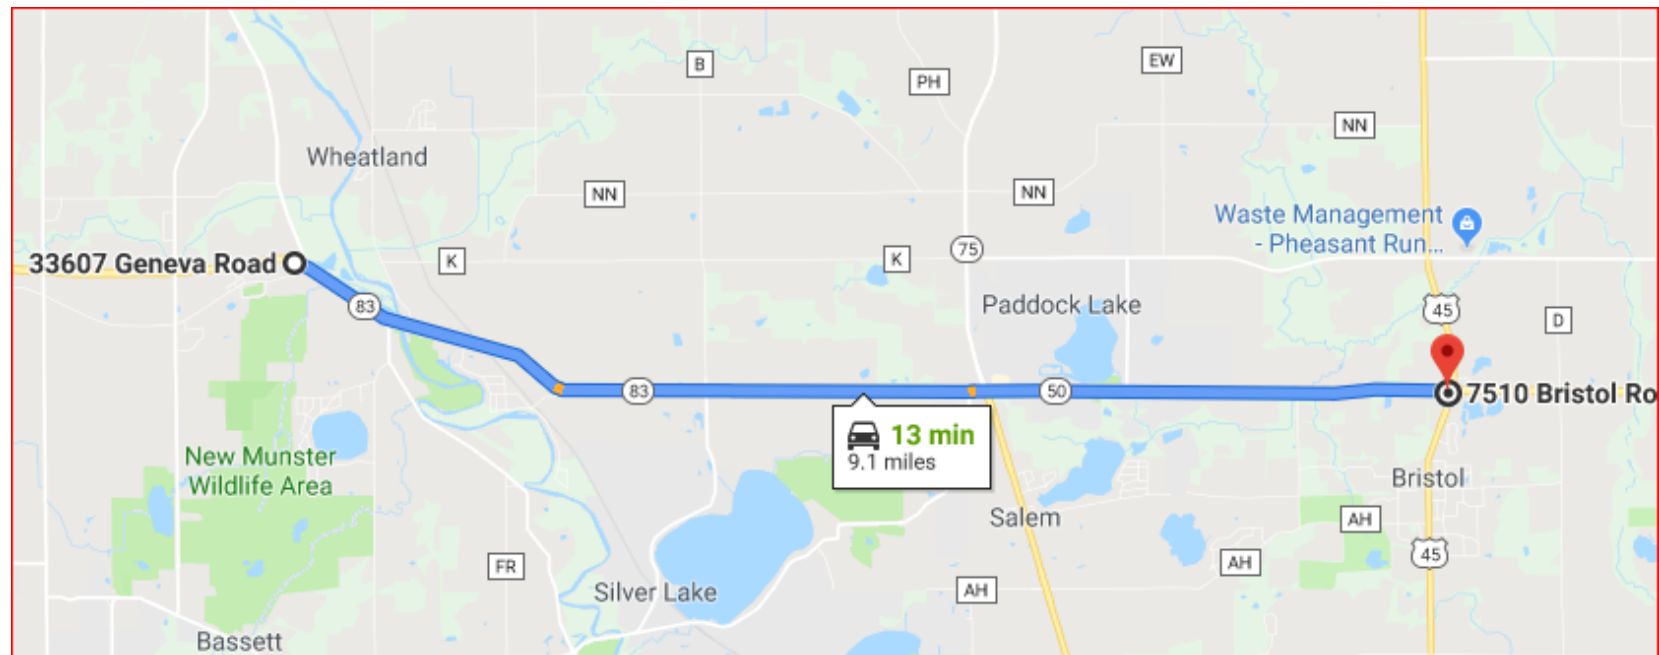 B
EW
PH
NN
Wheatland
NN
NN
Waste Management
- Pheasant Run...
75
33607 Geneva Road
K
K
83
Paddock Lake
45
D
83
50
7510 Bristol Ro
13 min
9.1 miles
New Munster
Wildlife Area
Bristol
Salem
AH
45
FR
AH
Silver Lake
AH
Bassett